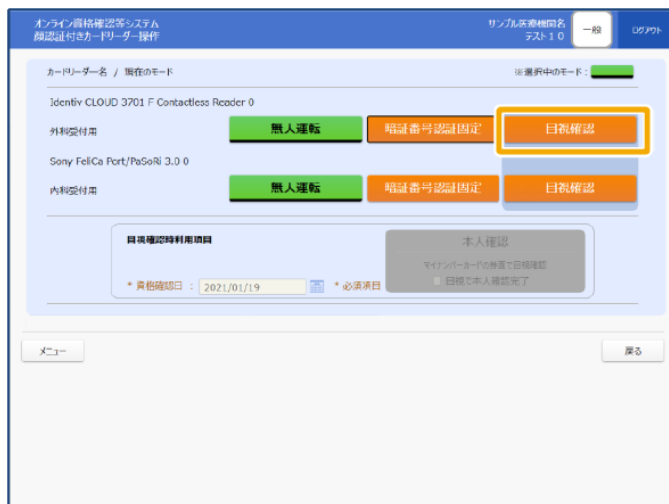 オンライン資格確認等システム
顔認証付きカードリーダー操作
サンプル医療機関名
テスト10
一般
ログアウト
カードリーダー名 / 現在のモード
※選択中のモード：
Identiv CLOUD 3701 F Contactless Reader 0
外科受付用
無人運転
暗証番号認証固定
目視確認
Sony FeliCa Port/PaSoRi 3.0 0
内科受付用
無人運転
暗証番号認証固定
目視確認
目視確認時利用項目
* 資格確認日 : 2021/01/19
* 必須項目
本人確認
マイナンバーカードの券面で目視確認
目視で本人確認完了
メニュー
戻る